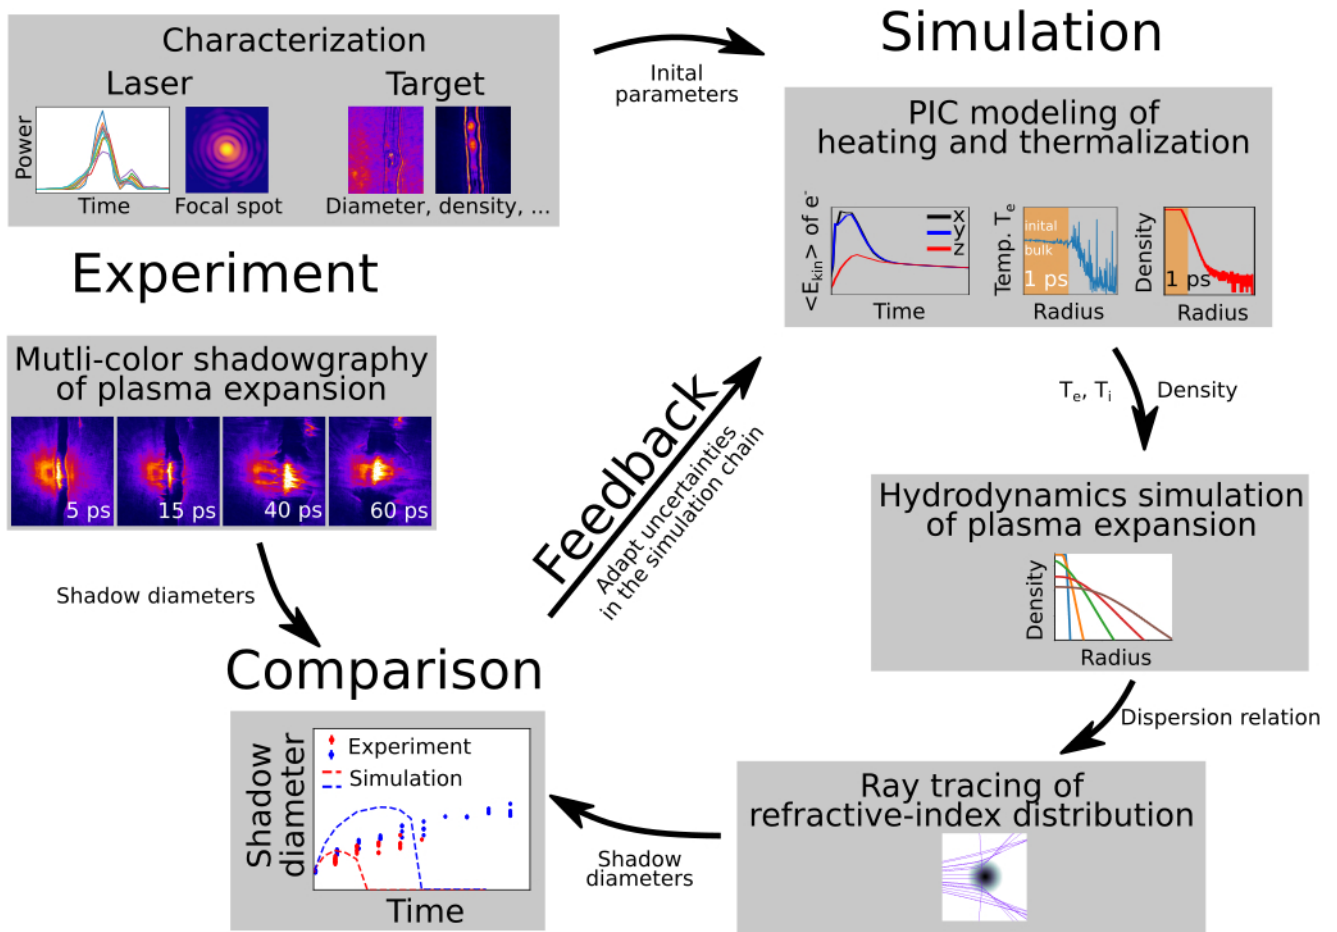 Characterization
Laser
Target
Power
Time
Focal spot
Diameter, density, ...
Experiment
Mutli-color shadowgraphy
of plasma expansion
5 ps
15 ps
40 ps
60 ps
Shadow diameters
Inital
parameters
Simulation
PIC modeling of
heating and thermalization
<E_kin> of e⁻
x
y
z
Time
Temp. T_e
inital
bulk
1 ps
Radius
Density
1 ps
Radius
T_e, T_i
Density
Hydrodynamics simulation
of plasma expansion
Density
Radius
Dispersion relation
Ray tracing of
refractive-index distribution
Shadow
diameters
Comparison
Shadow
diameter
Experiment
Simulation
Time
Feedback
Adapt uncertainties
in the simulation chain